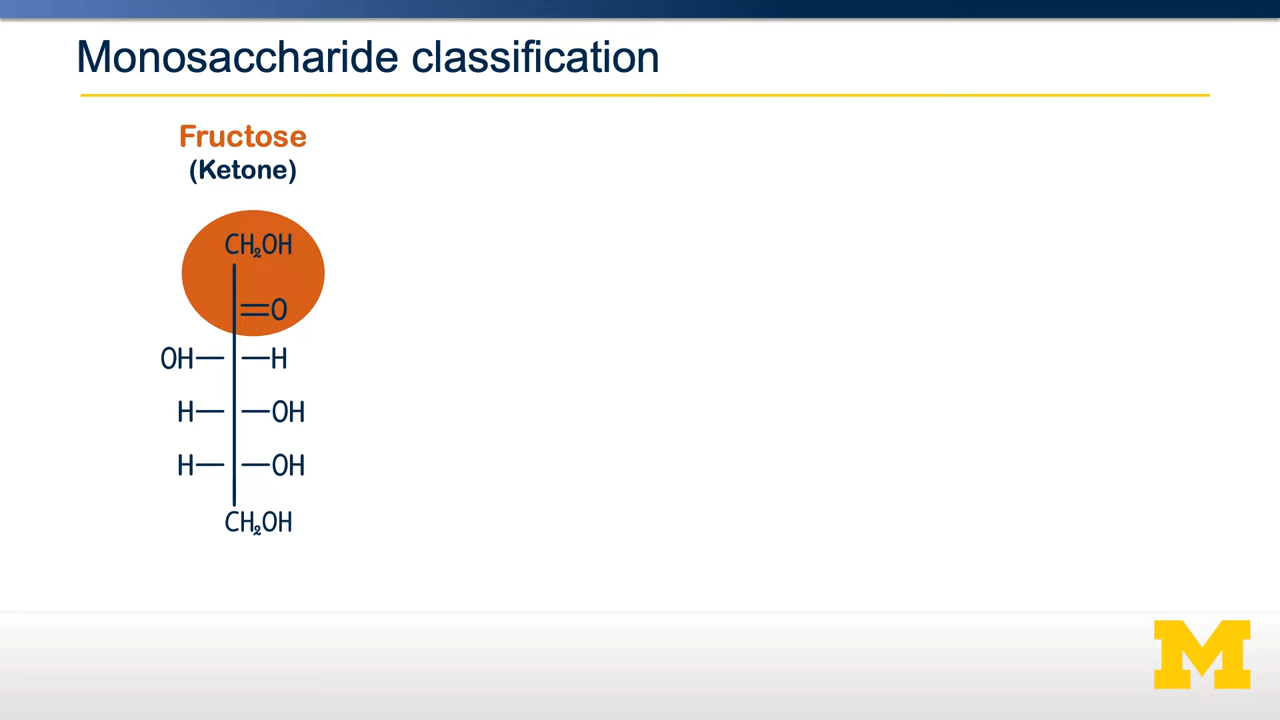 Monosaccharide classification
Fructose
(Ketone)
CH₂OH
=O
OH— —H
H— —OH
H— —OH
CH₂OH
M